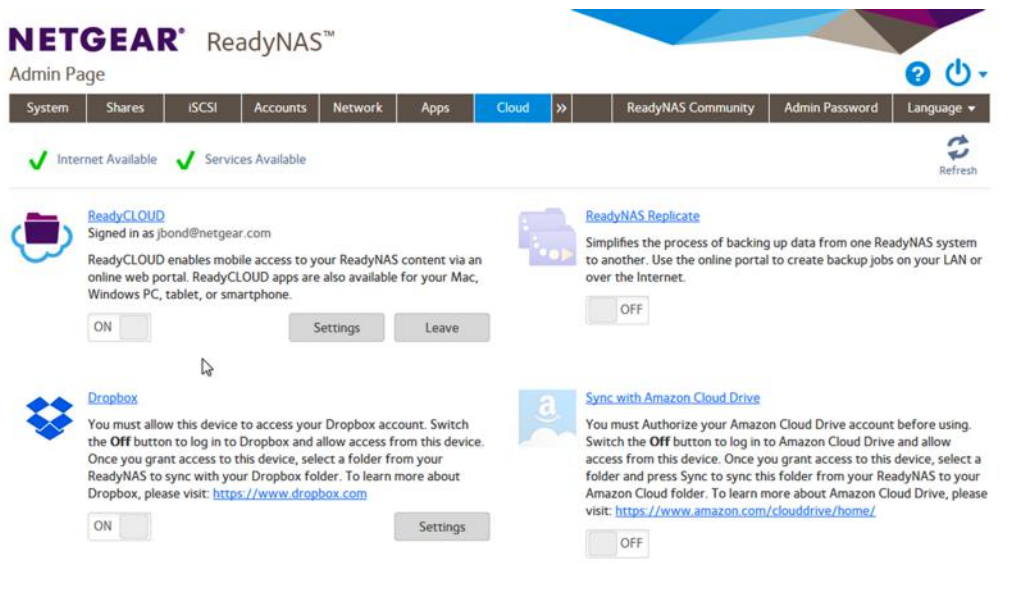 NETGEAR® ReadyNAS™
Admin Page
System Shares iSCSI Accounts Network Apps Cloud » ReadyNAS Community Admin Password Language
Internet Available Services Available
Refresh
ReadyCLOUD
Signed in as jbond@netgear.com
ReadyCLOUD enables mobile access to your ReadyNAS content via an
online web portal. ReadyCLOUD apps are also available for your Mac,
Windows PC, tablet, or smartphone.
ON Settings Leave
ReadyNAS Replicate
Simplifies the process of backing up data from one ReadyNAS system
to another. Use the online portal to create backup jobs on your LAN or
over the Internet.
OFF
Dropbox
You must allow this device to access your Dropbox account. Switch
the Off button to log in to Dropbox and allow access from this device.
Once you grant access to this device, select a folder from your
ReadyNAS to sync with your Dropbox folder. To learn more about
Dropbox, please visit: https://www.dropbox.com
ON Settings
a
Sync with Amazon Cloud Drive
You must Authorize your Amazon Cloud Drive account before using.
Switch the Off button to log in to Amazon Cloud Drive and allow
access from this device. Once you grant access to this device, select a
folder and press Sync to sync this folder from your ReadyNAS to your
Amazon Cloud folder. To learn more about Amazon Cloud Drive, please
visit: https://www.amazon.com/clouddrive/home/
OFF